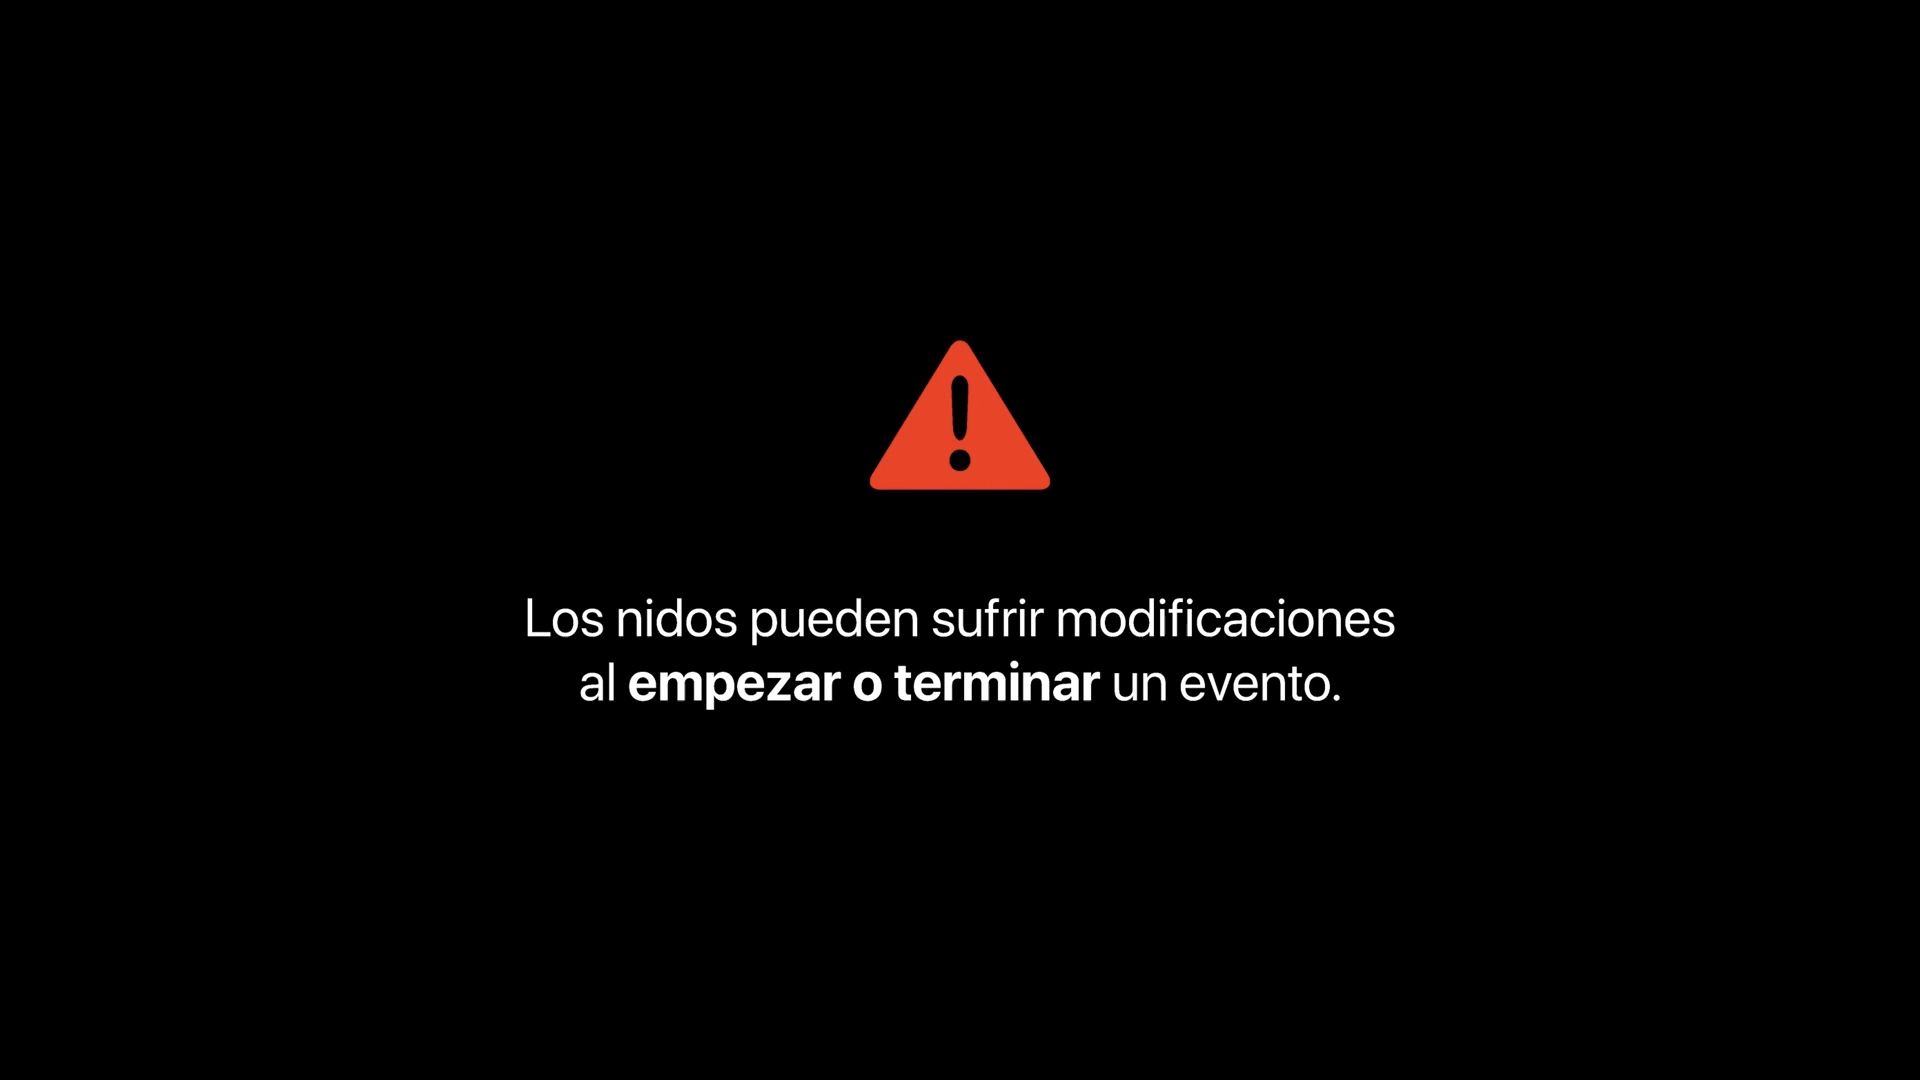 Los nidos pueden sufrir modificaciones
al empezar o terminar un evento.